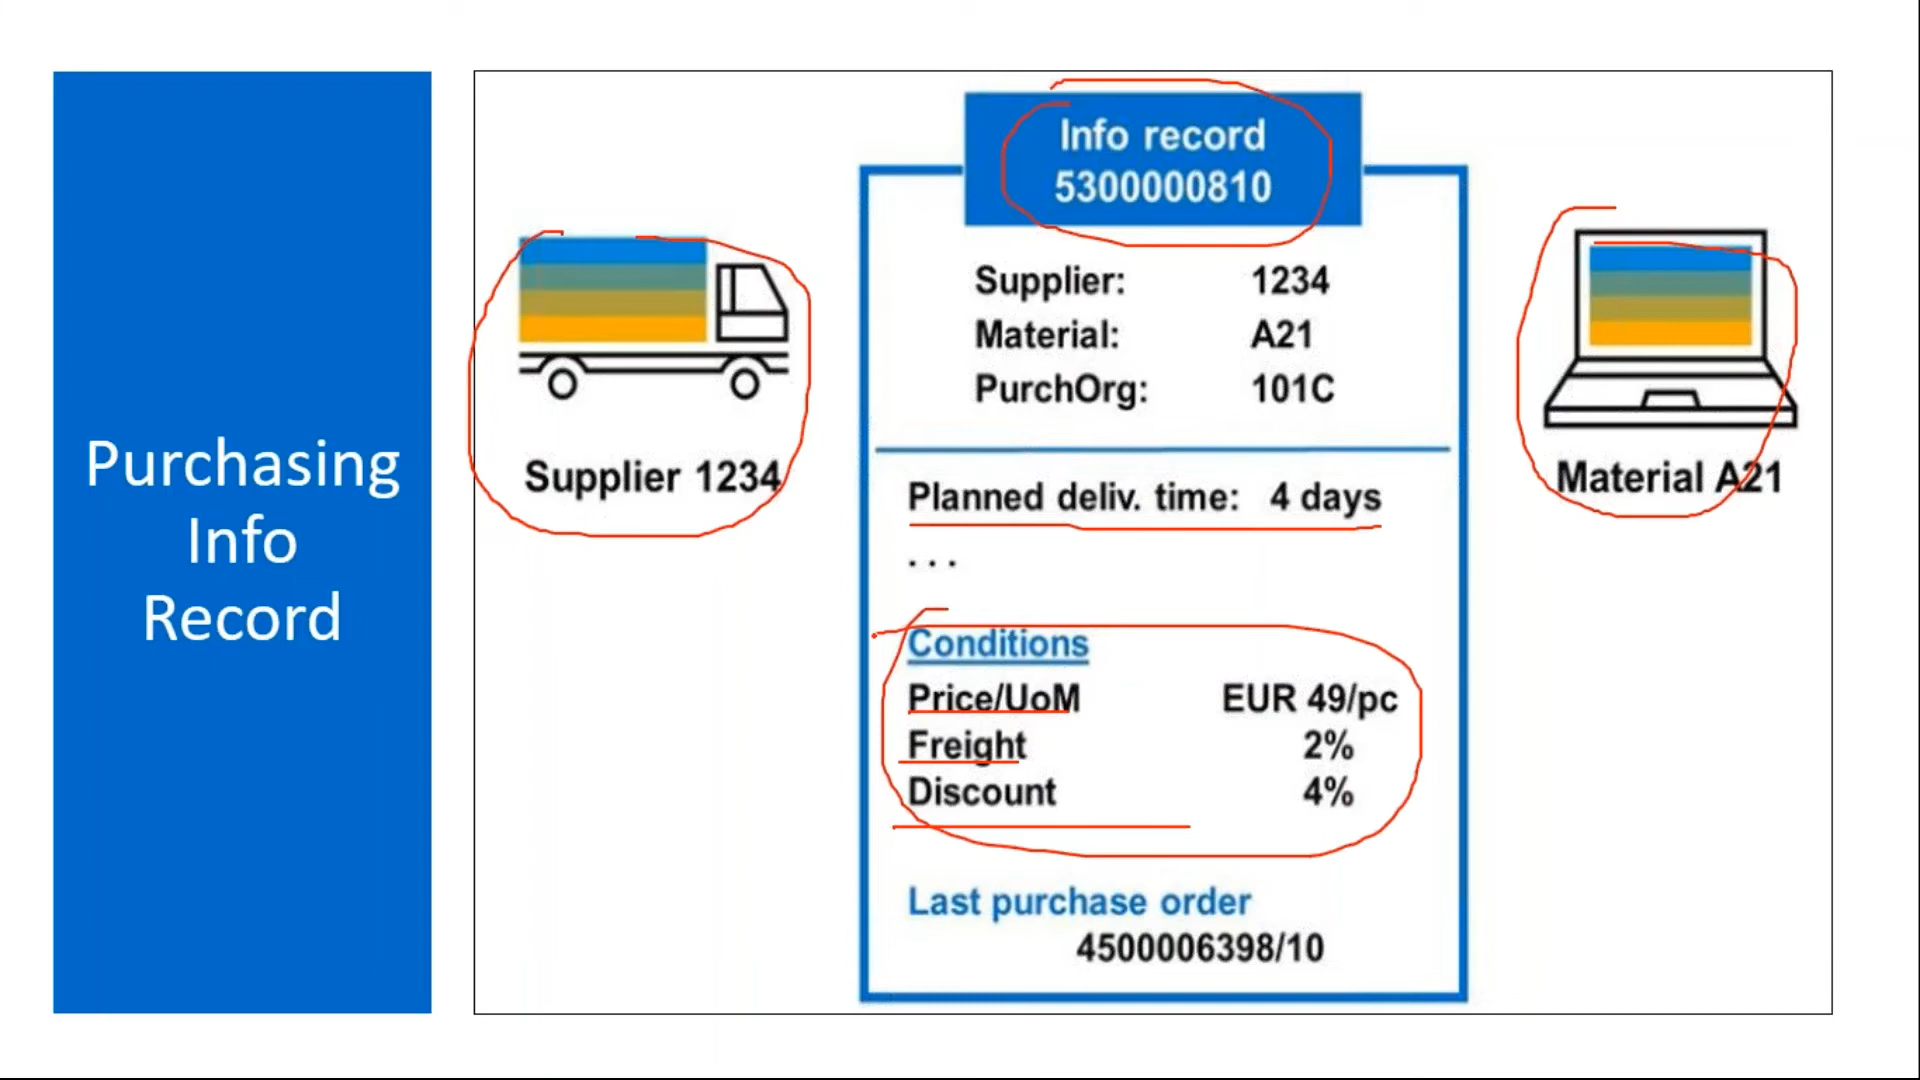 Purchasing
Info
Record
Info record
5300000810
Supplier 1234
Supplier: 1234
Material: A21
PurchOrg: 101C
Material A21
Planned deliv. time: 4 days
. . .
Conditions
Price/UoM EUR 49/pc
Freight 2%
Discount 4%
Last purchase order
4500006398/10